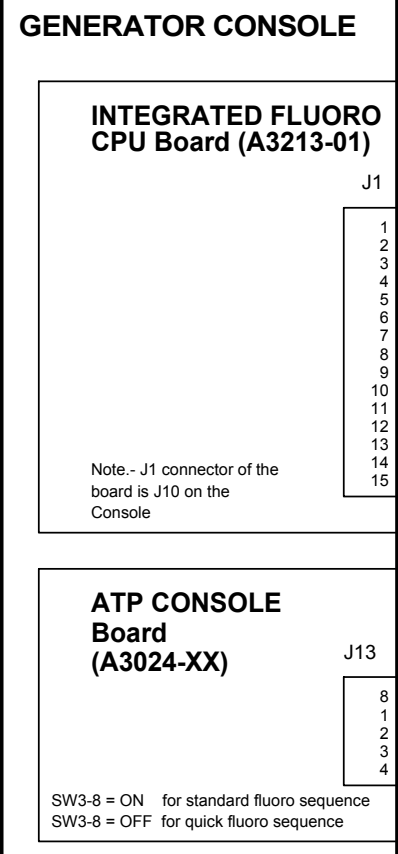 GENERATOR CONSOLE
INTEGRATED FLUORO
CPU Board (A3213-01)
J1
1
2
3
4
5
6
7
8
9
10
11
12
13
14
15
Note.- J1 connector of the
board is J10 on the
Console
ATP CONSOLE
Board
(A3024-XX)
J13
8
1
2
3
4
SW3-8 = ON for standard fluoro sequence
SW3-8 = OFF for quick fluoro sequence